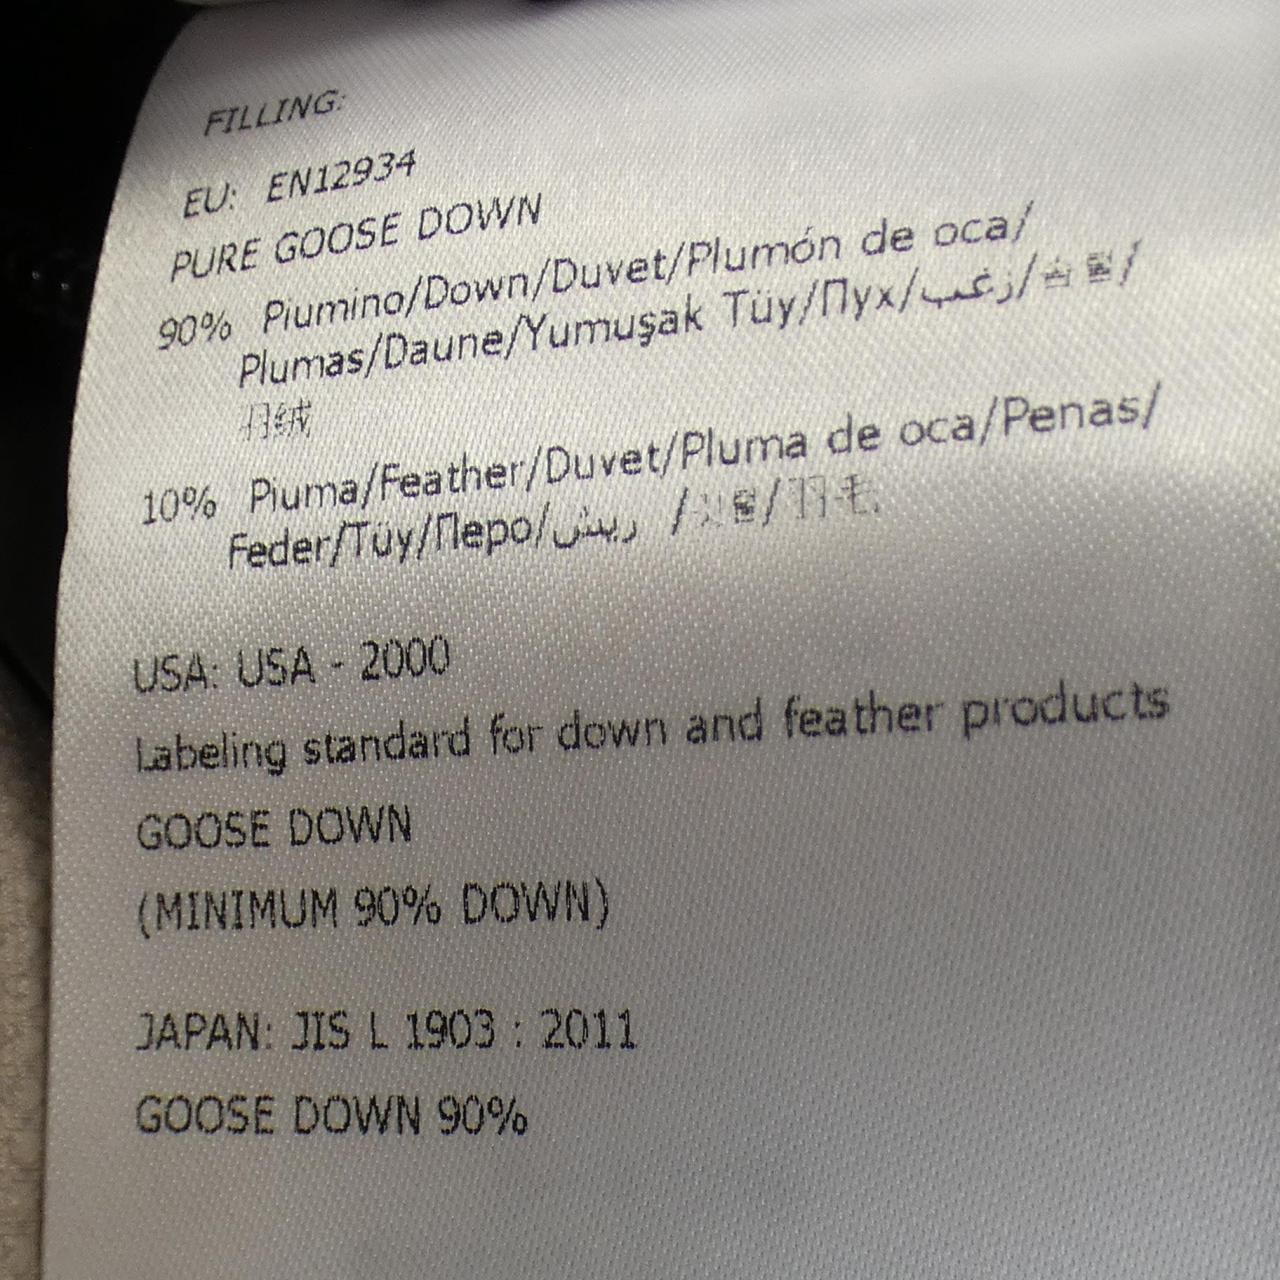 FILLING:
EU: EN12934
PURE GOOSE DOWN
90% Piumino/Down/Duvet/Plumón de oca/
Plumas/Daune/Yumuşak Tüy/Пух/زغب/
羽绒
10% Piuma/Feather/Duvet/Pluma de oca/Penas/
Feder/Tüy/Перо/ريش /羽毛
USA: USA - 2000
Labeling standard for down and feather products
GOOSE DOWN
(MINIMUM 90% DOWN)
JAPAN: JIS L 1903 : 2011
GOOSE DOWN 90%